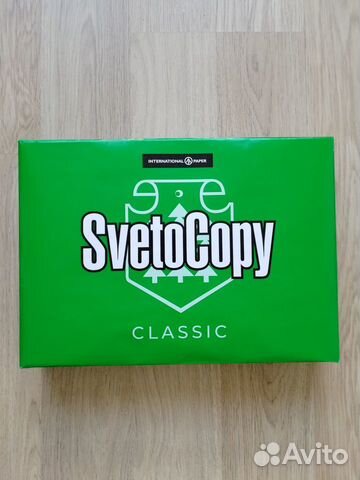 INTERNATIONAL PAPER
SvetoCopy
CLASSIC
Avito